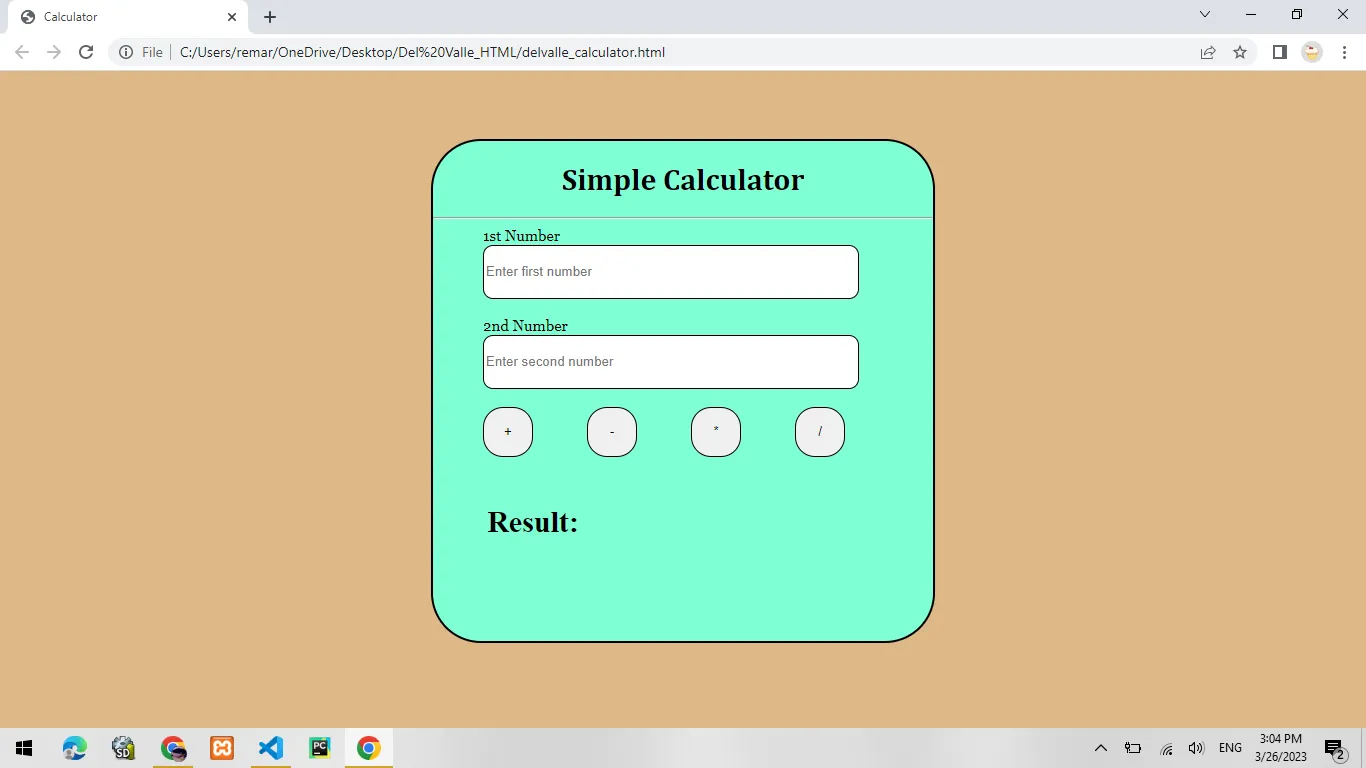 Calculator
File
C:/Users/remar/OneDrive/Desktop/Del%20Valle_HTML/delvalle_calculator.html
Simple Calculator
1st Number
Enter first number
2nd Number
Enter second number
+ - * /
Result:
SD
PC
ENG
3:04 PM
3/26/2023
2